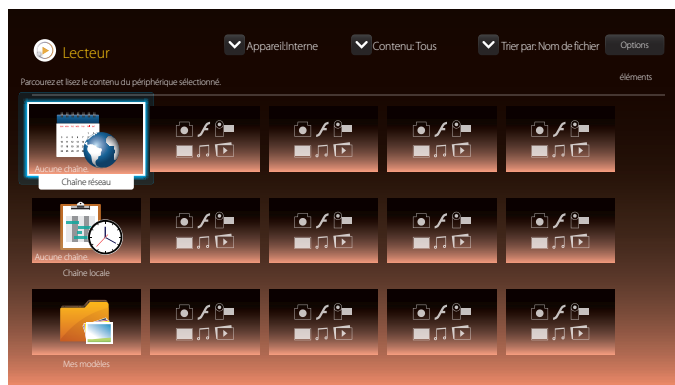 Lecteur
Appareil:Interne
Contenu: Tous
Trier par: Nom de fichier
Options
Parcourez et lisez le contenu du périphérique sélectionné.
éléments
Aucune chaîne.
Chaîne réseau
Aucune chaîne.
Chaîne locale
Mes modèles